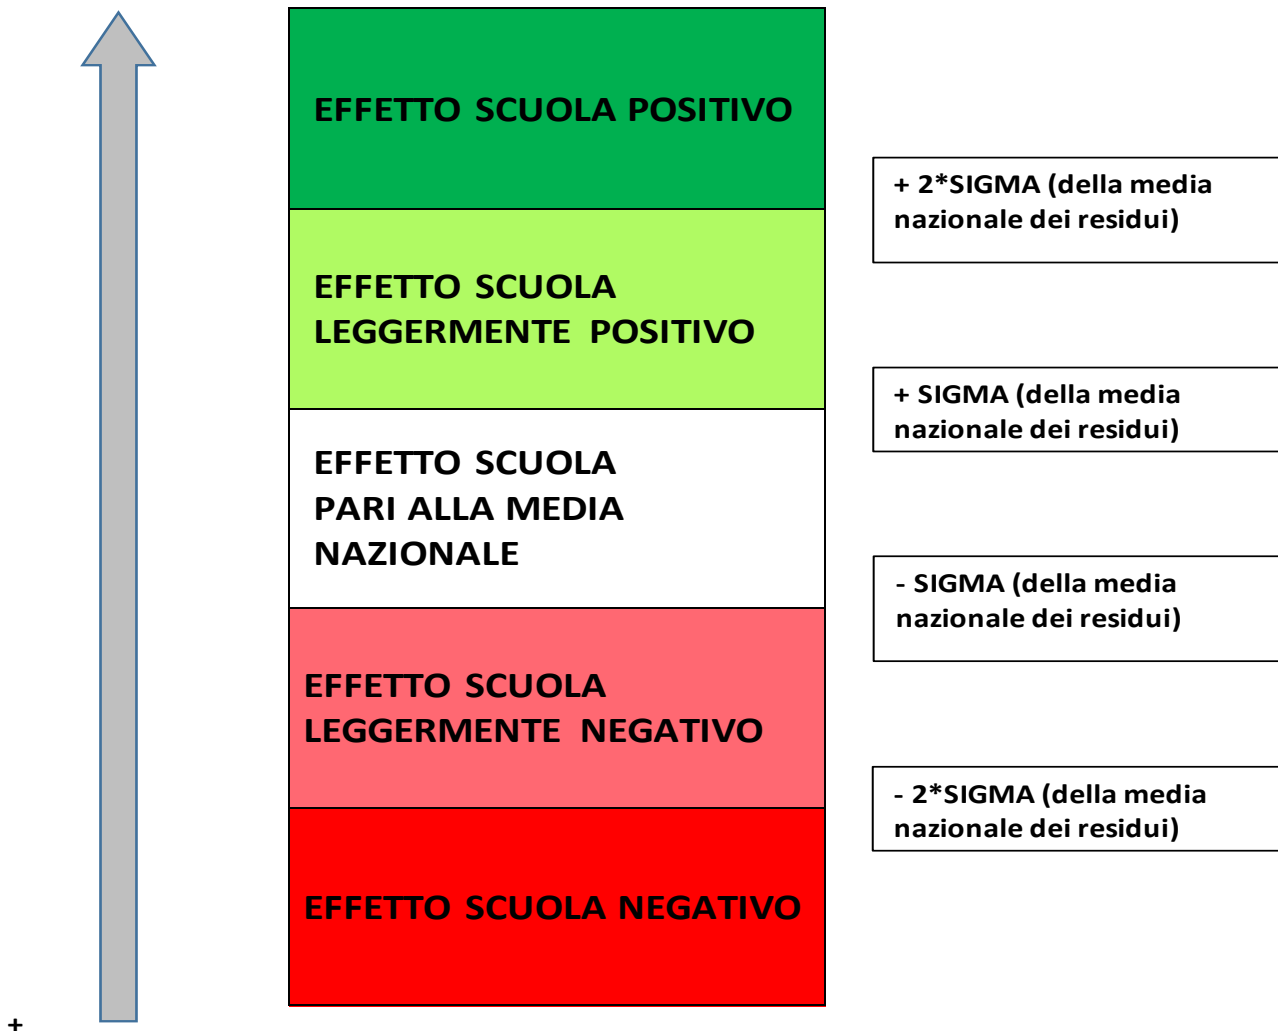 EFFETTO SCUOLA POSITIVO
+ 2*SIGMA (della media
nazionale dei residui)
EFFETTO SCUOLA
LEGGERMENTE POSITIVO
+ SIGMA (della media
nazionale dei residui)
EFFETTO SCUOLA
PARI ALLA MEDIA
NAZIONALE
- SIGMA (della media
nazionale dei residui)
EFFETTO SCUOLA
LEGGERMENTE NEGATIVO
- 2*SIGMA (della media
nazionale dei residui)
EFFETTO SCUOLA NEGATIVO
+